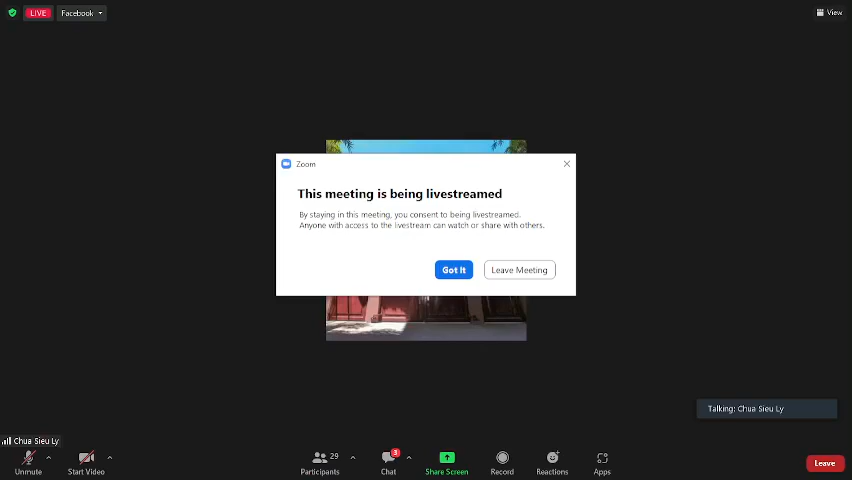 LIVE
Facebook
View
Zoom
This meeting is being livestreamed
By staying in this meeting, you consent to being livestreamed.
Anyone with access to the livestream can watch or share with others.
Got It
Leave Meeting
Talking: Chua Sieu Ly
Chua Sieu Ly
29
3
Unmute
Start Video
Participants
Chat
Share Screen
Record
Reactions
Apps
Leave